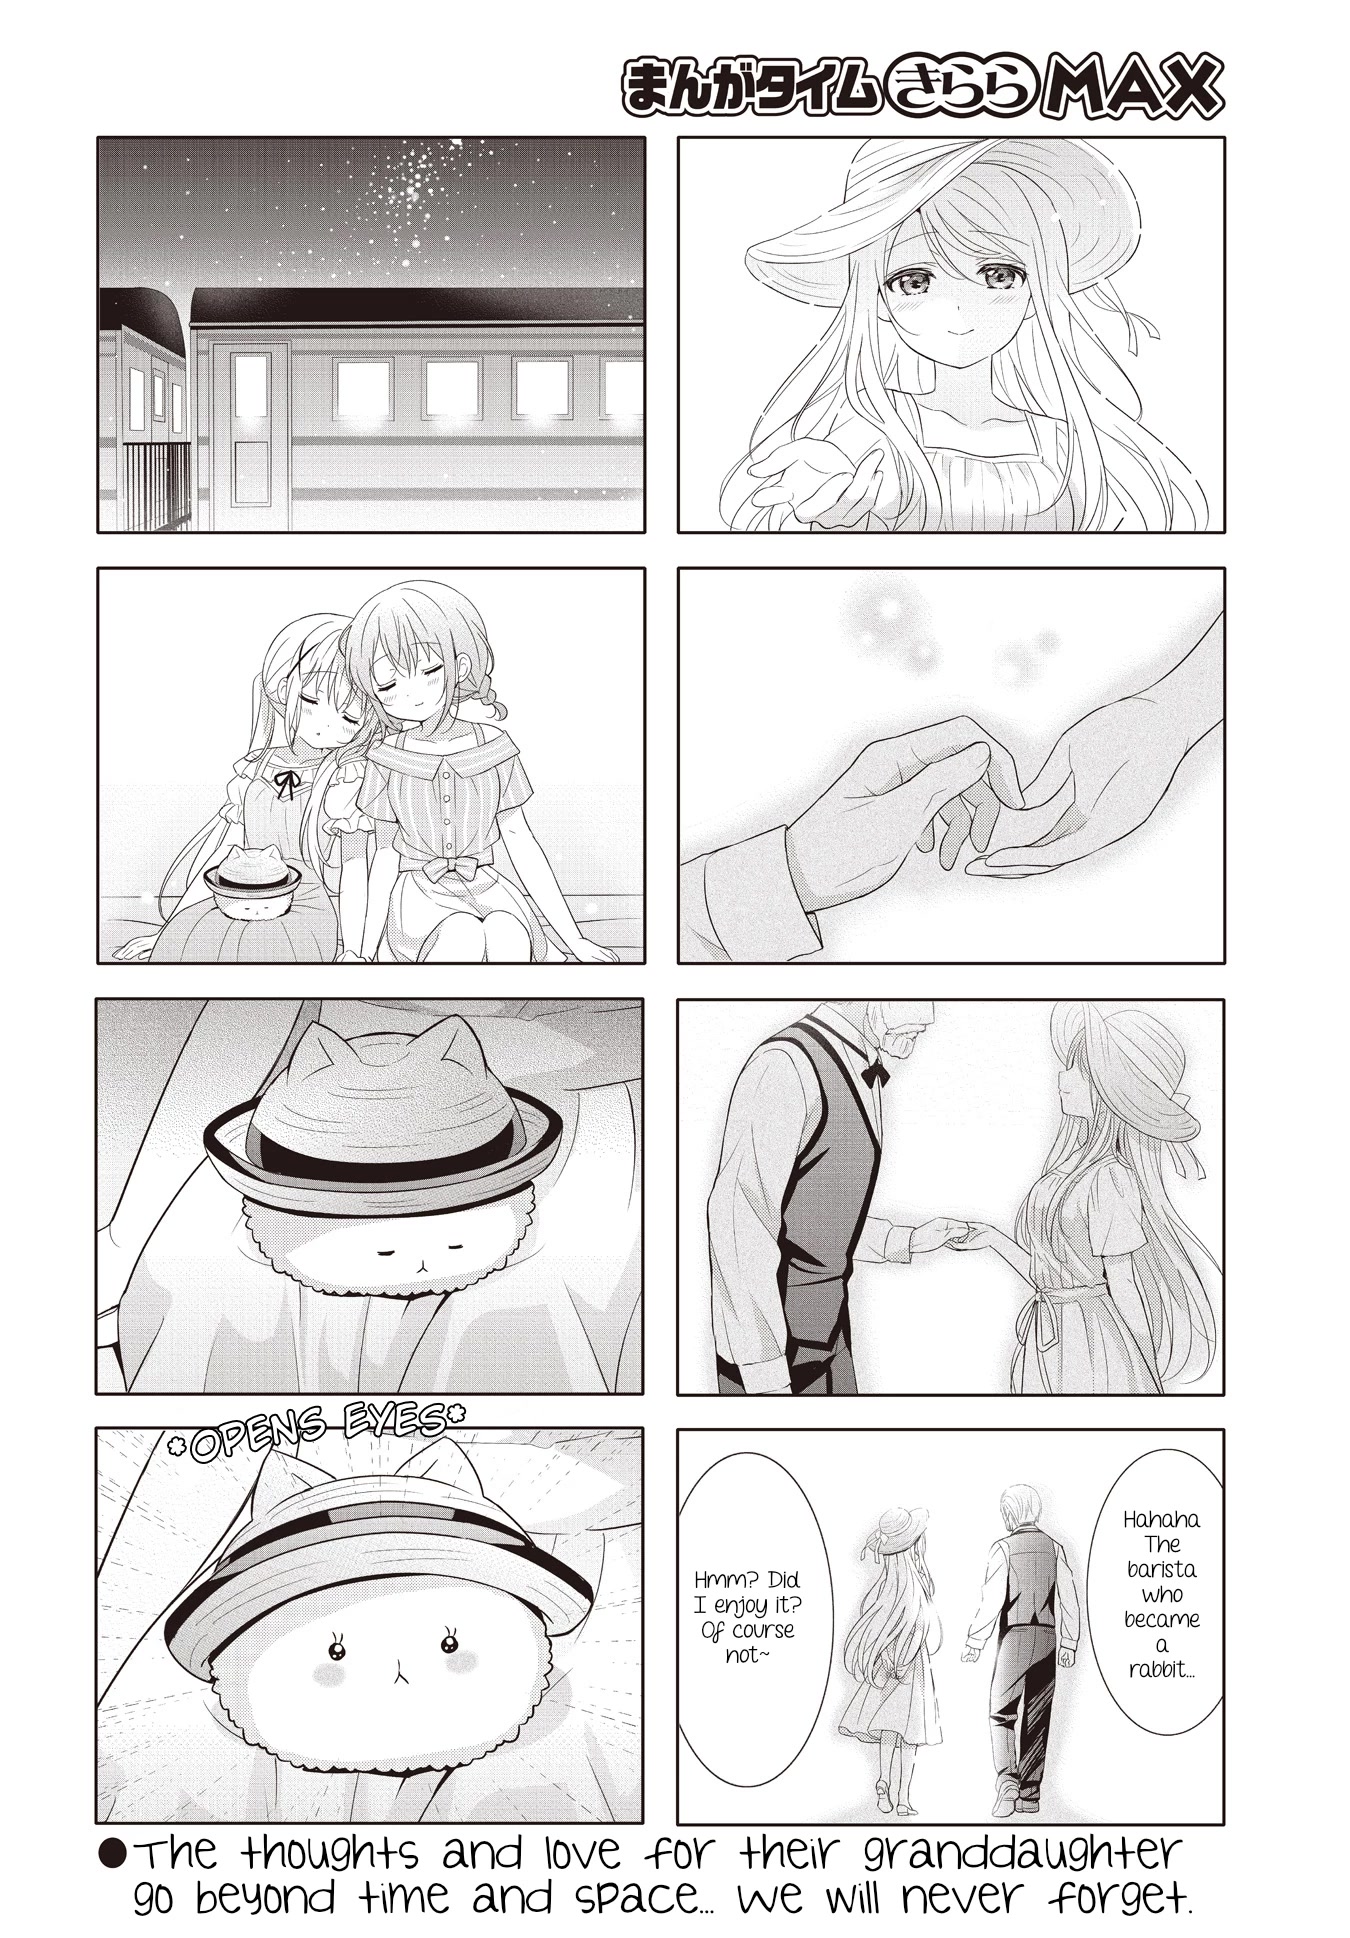 まんがタイムきららMAX
Hahaha
The
barista
who
became
a
rabbit...
Hmm? Did
I enjoy it?
Of course
not~
*OPENS EYES*
●The thoughts and love for their granddaughter
go beyond time and space... We will never forget.